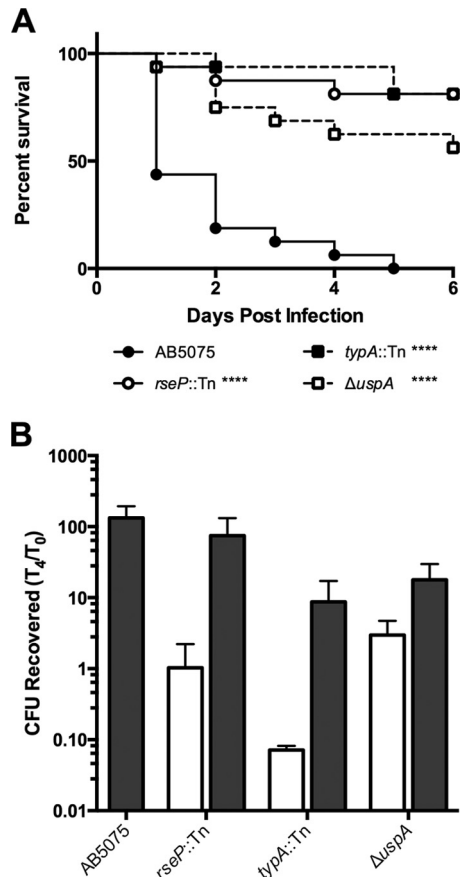 A
Percent survival
100
50
0
0 2 4 6
Days Post Infection
AB5075
typA::Tn ****
rseP::Tn ****
ΔuspA ****
B
CFU Recovered (T4/T0)
1000
100
10
1
0.10
0.01
AB5075
rseP::Tn
typA::Tn
ΔuspA